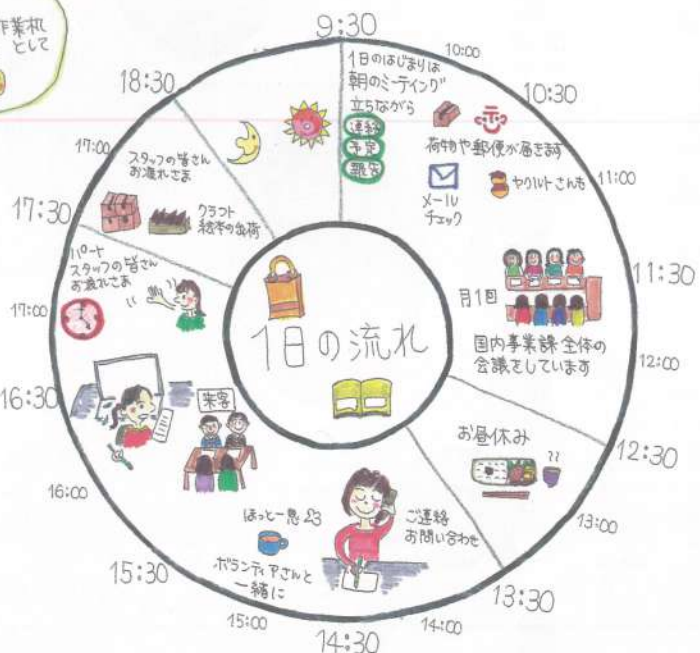 作業机
として
9:30
10:00
10:30
11:00
11:30
12:00
12:30
13:00
13:30
14:00
14:30
15:00
15:30
16:00
16:30
17:00
17:30
17:00
18:30
1日の流れ
1日のはじまりは
朝のミーティング
立ちながら
連絡
予定
報告
荷物や郵便が届きます
メール
チェック
ヤクルトさんも
月1回
国内事業課全体の
会議をしています
お昼休み
ご連絡
お問い合わせ
ほっと一息
ボランティアさんと
一緒に
来客
パート
スタッフの皆さん
お疲れさま
スタッフの皆さん
お疲れさま
クラフト
絵本の出荷